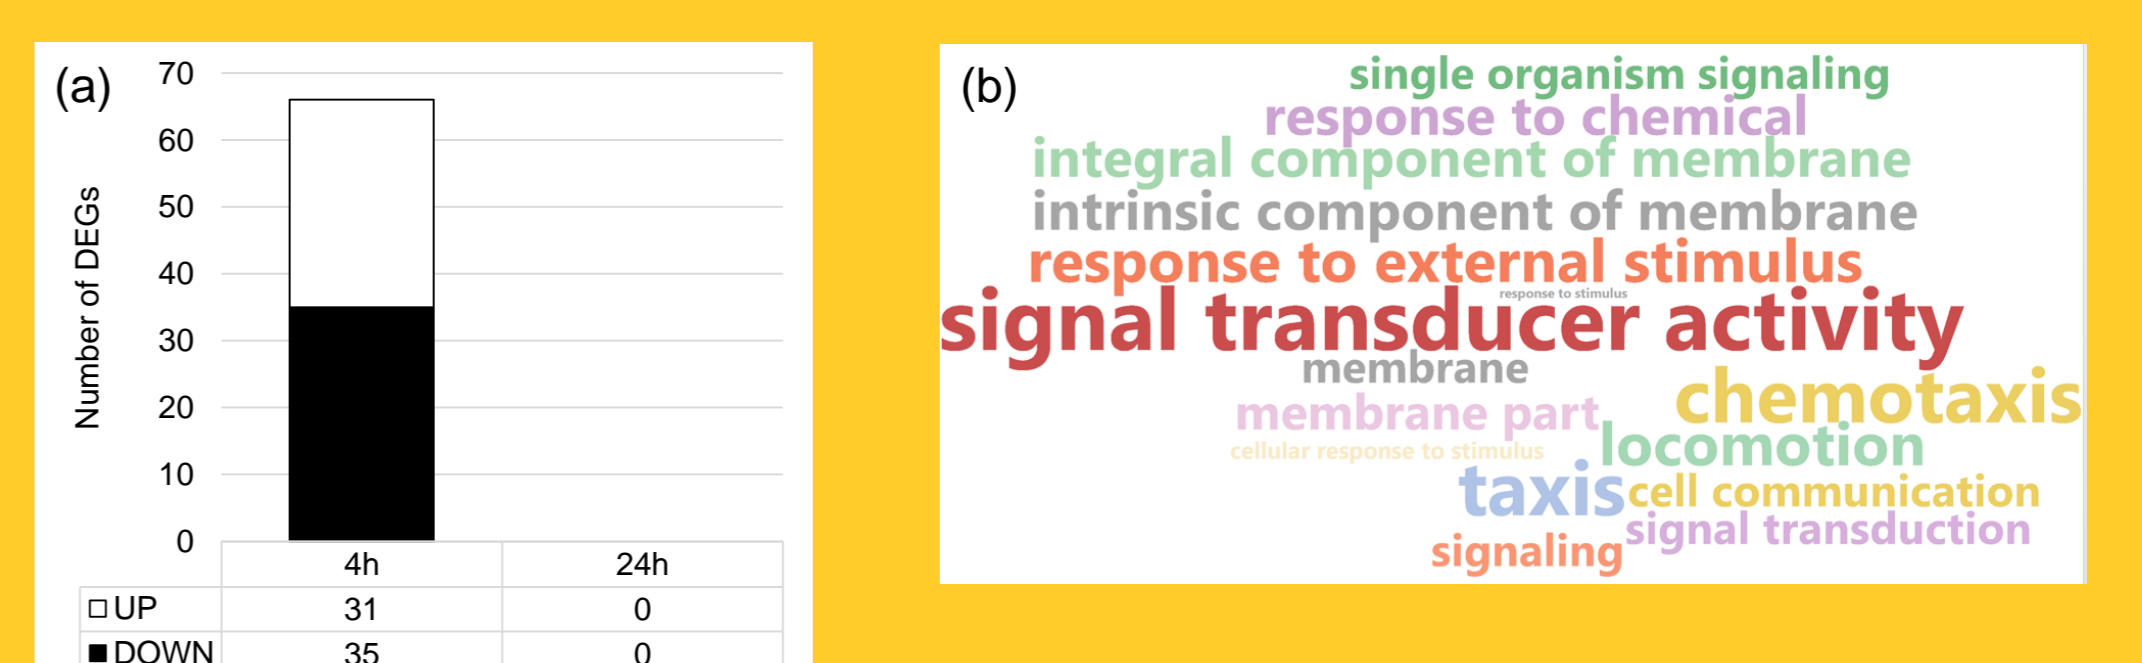 (a)
70
60
50
40
30
20
10
0
Number of DEGs
4h 24h
UP 31 0
DOWN 35 0
(b)
single organism signaling
response to chemical
integral component of membrane
intrinsic component of membrane
response to external stimulus
response to stimulus
signal transducer activity
membrane
chemotaxis
membrane part
locomotion
cellular response to stimulus
taxis
cell communication
signal transduction
signaling